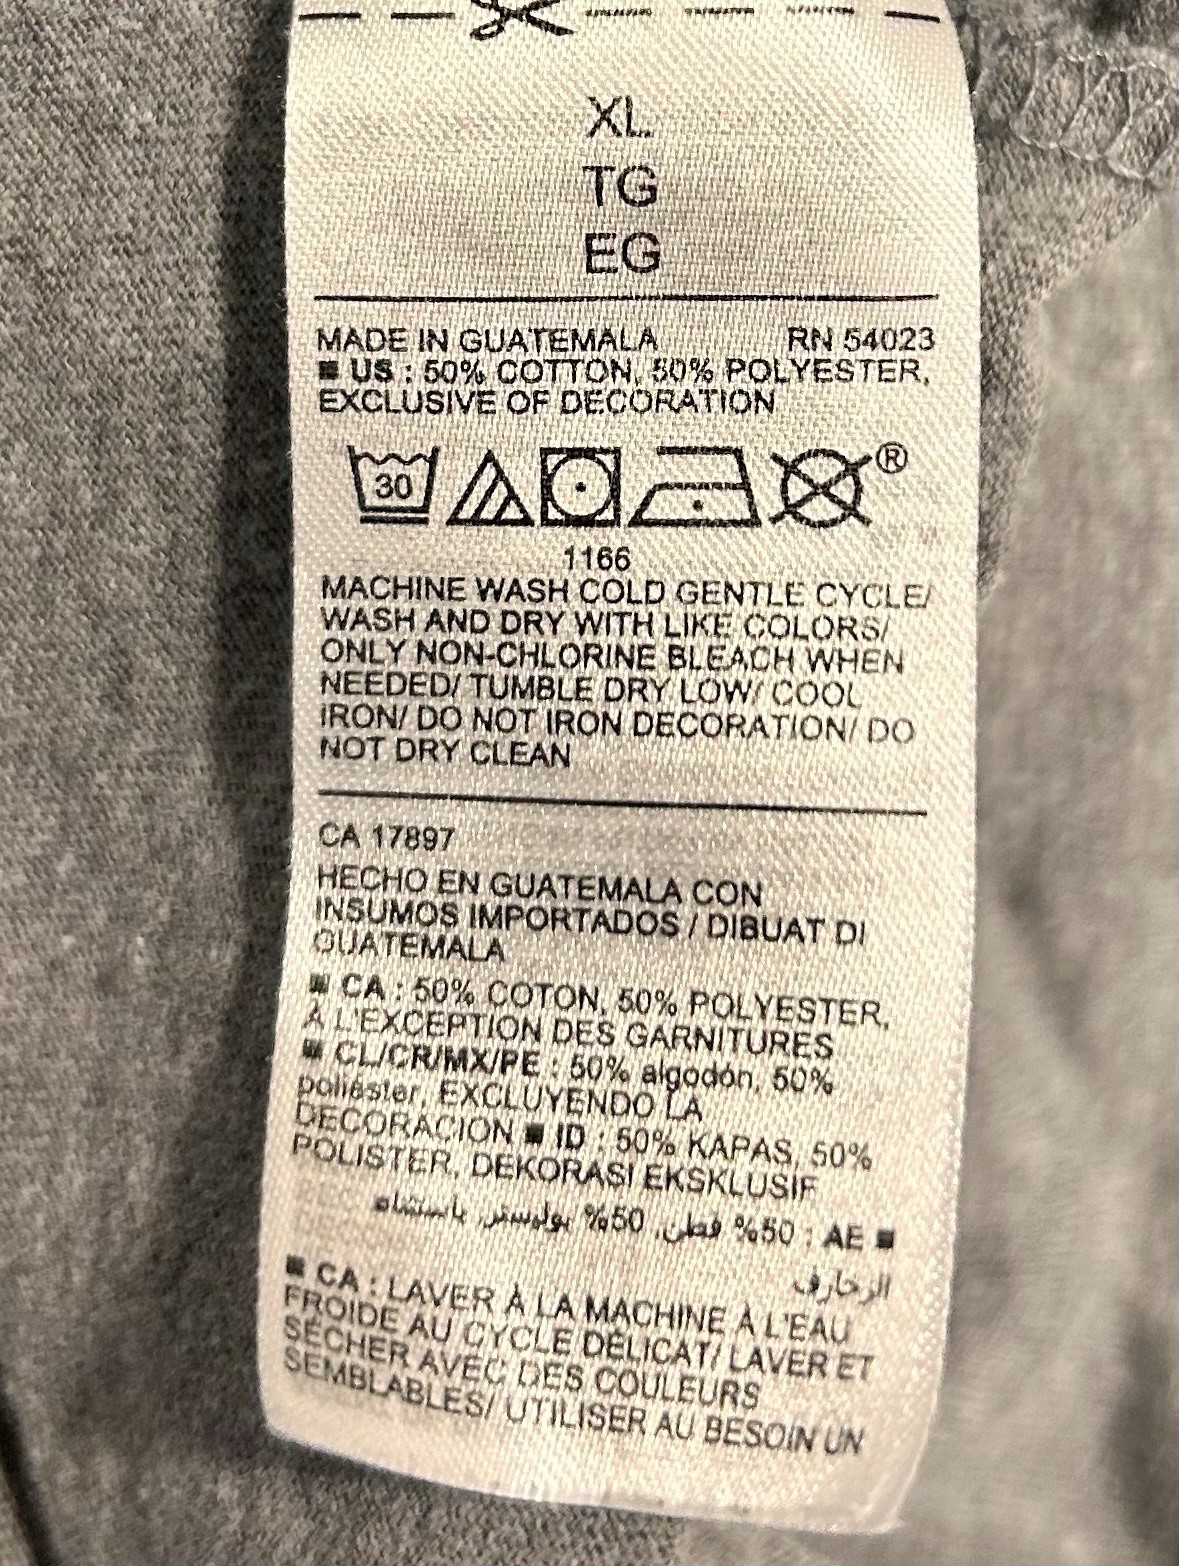 XL
TG
EG
MADE IN GUATEMALA RN 54023
■ US : 50% COTTON, 50% POLYESTER,
EXCLUSIVE OF DECORATION
30 ®
1166
MACHINE WASH COLD GENTLE CYCLE/
WASH AND DRY WITH LIKE COLORS/
ONLY NON-CHLORINE BLEACH WHEN
NEEDED/ TUMBLE DRY LOW/ COOL
IRON/ DO NOT IRON DECORATION/ DO
NOT DRY CLEAN
CA 17897
HECHO EN GUATEMALA CON
INSUMOS IMPORTADOS / DIBUAT DI
GUATEMALA
■ CA : 50% COTON, 50% POLYESTER,
À L'EXCEPTION DES GARNITURES
■ CL/CR/MX/PE : 50% algodón, 50%
poliéster, EXCLUYENDO LA
DECORACION ■ ID : 50% KAPAS, 50%
POLISTER, DEKORASI EKSKLUSIF
■ AE : 50% قطن, 50% بولوستر, باستثناء
الزخارف
■ CA : LAVER À LA MACHINE À L'EAU
FROIDE AU CYCLE DÉLICAT/ LAVER ET
SÉCHER AVEC DES COULEURS
SEMBLABLES/ UTILISER AU BESOIN UN